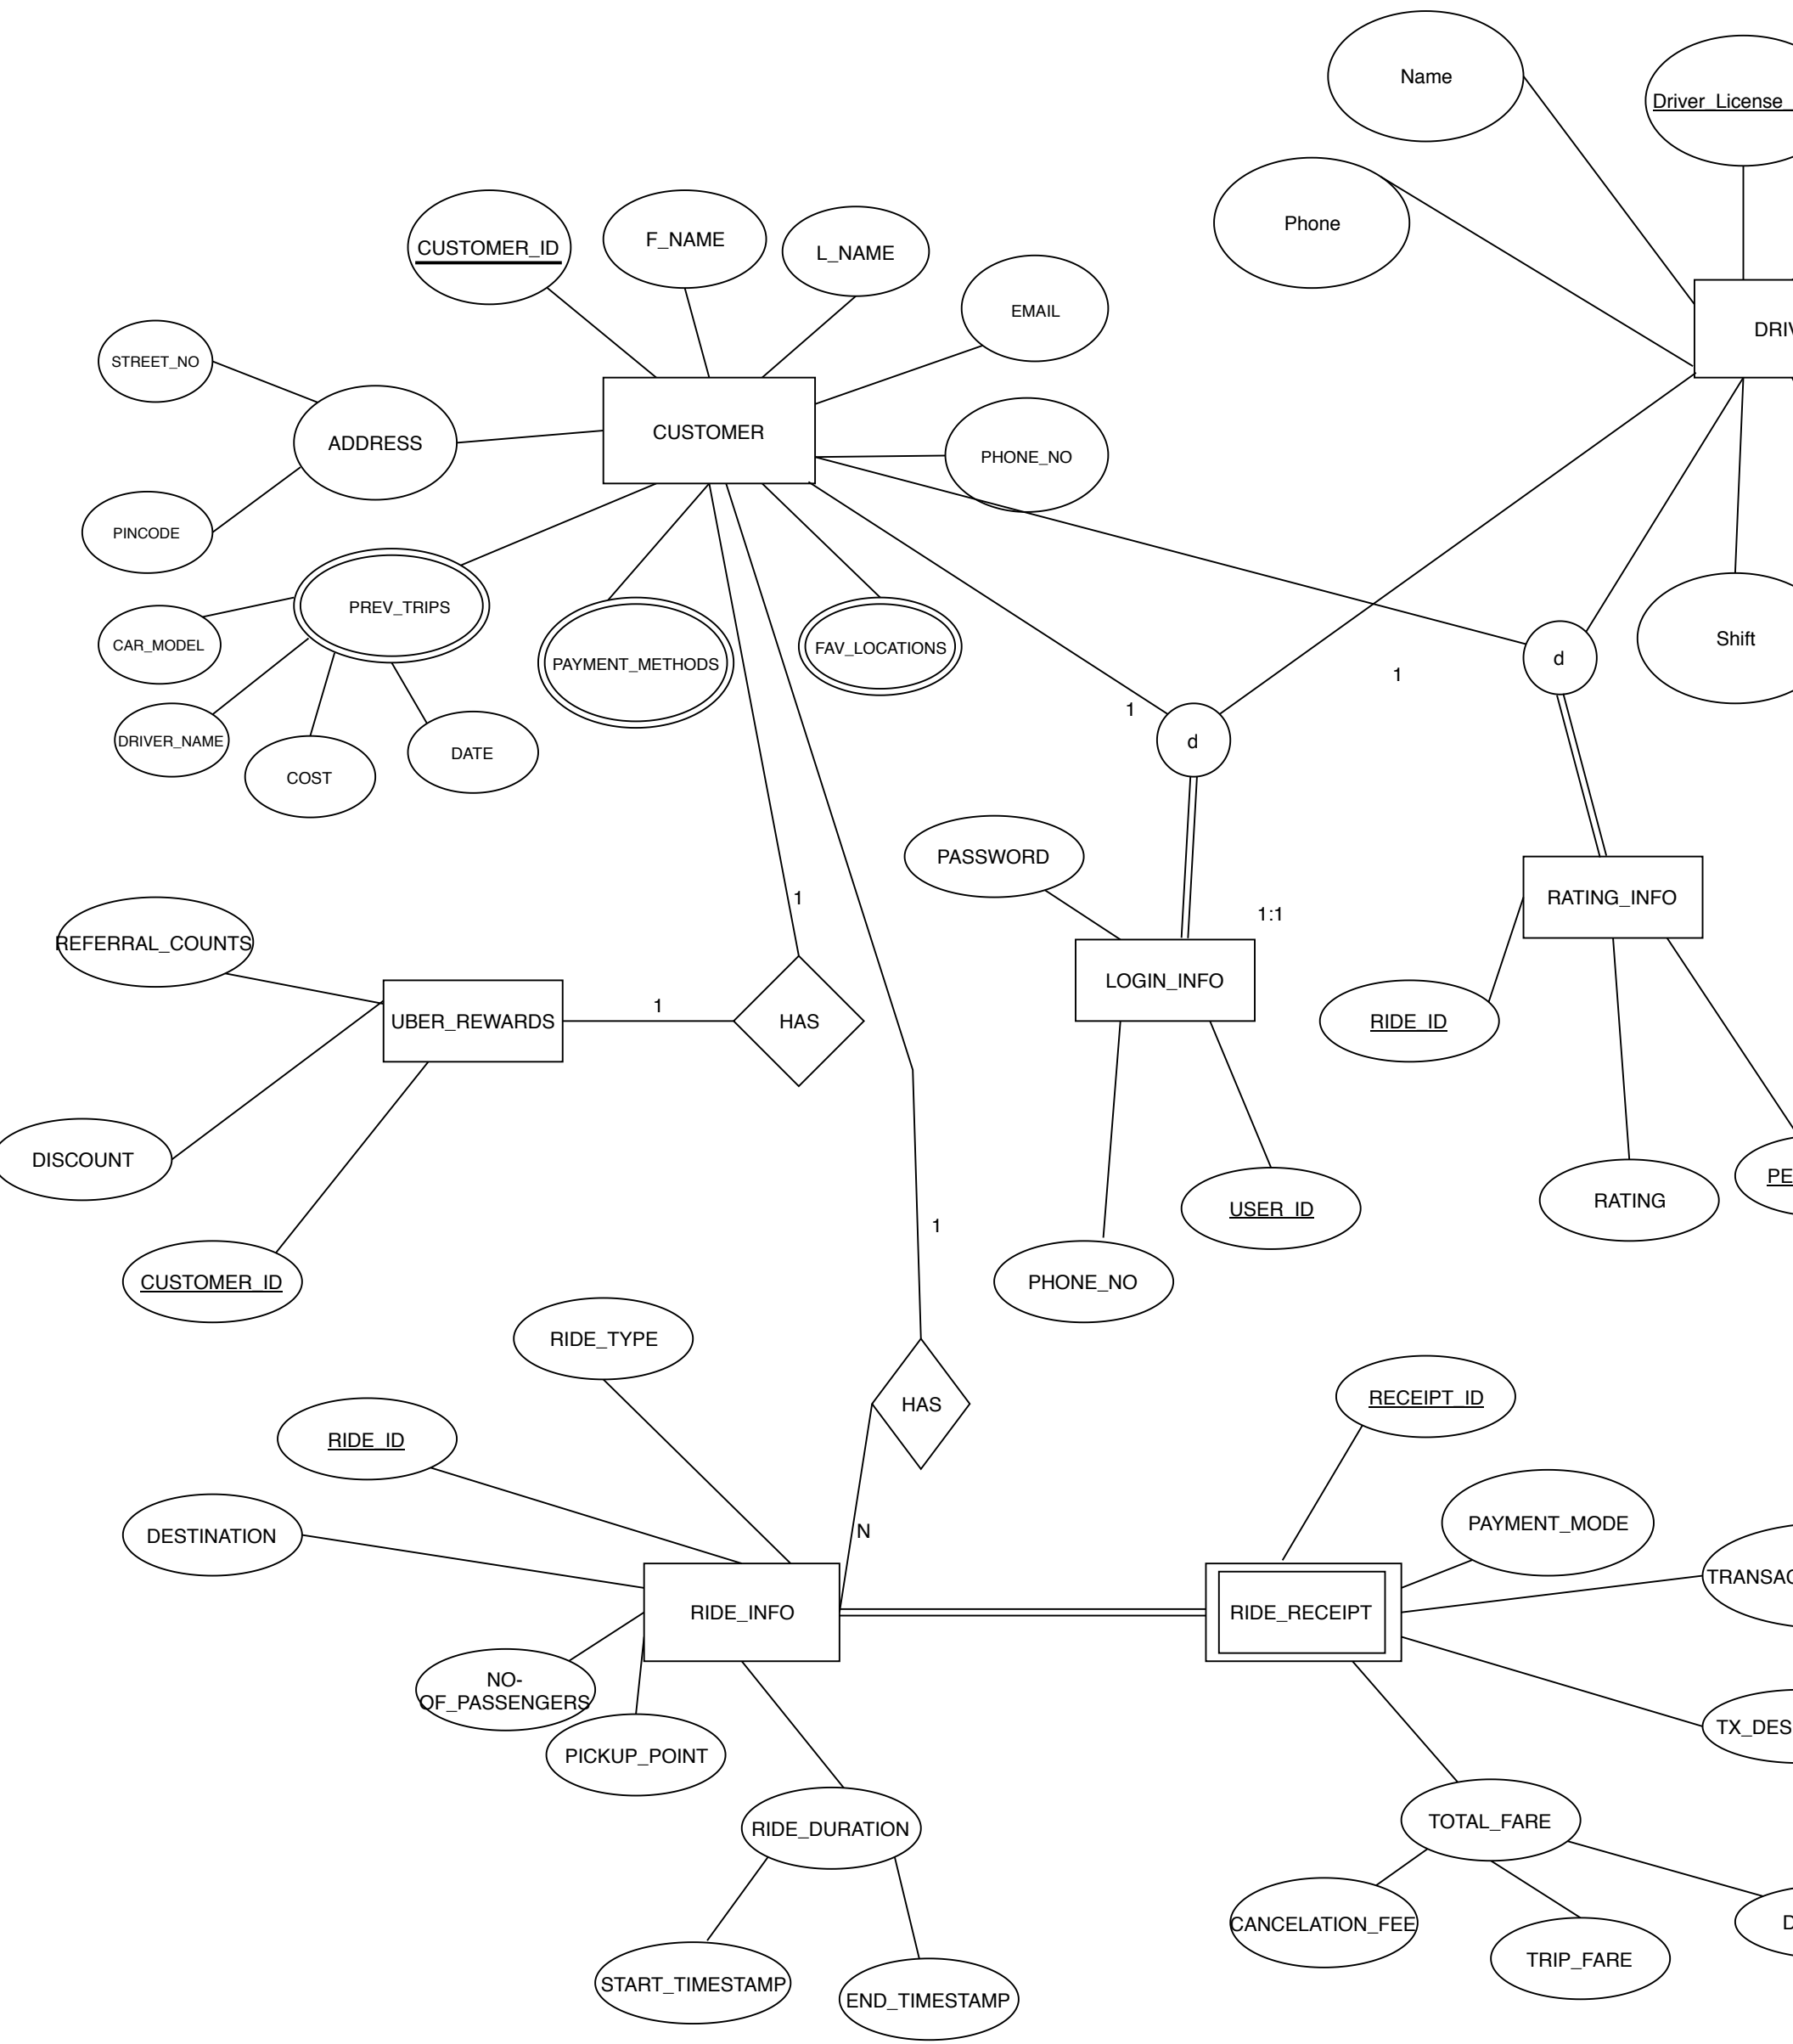 Name
Driver_License_
Phone
CUSTOMER_ID
F_NAME
L_NAME
EMAIL
STREET_NO
DRIV
ADDRESS
CUSTOMER
PHONE_NO
PINCODE
PREV_TRIPS
CAR_MODEL
PAYMENT_METHODS
FAV_LOCATIONS
d
Shift
1
1
DRIVER_NAME
COST
DATE
d
PASSWORD
1
1:1
RATING_INFO
REFERRAL_COUNTS
LOGIN_INFO
UBER_REWARDS
1
HAS
RIDE_ID
DISCOUNT
PE
RATING
USER_ID
1
CUSTOMER_ID
PHONE_NO
RIDE_TYPE
HAS
RECEIPT_ID
RIDE_ID
DESTINATION
N
PAYMENT_MODE
TRANSAC
RIDE_INFO
RIDE_RECEIPT
NO-
OF_PASSENGERS
PICKUP_POINT
TX_DES
RIDE_DURATION
TOTAL_FARE
CANCELATION_FEE
D
TRIP_FARE
START_TIMESTAMP
END_TIMESTAMP